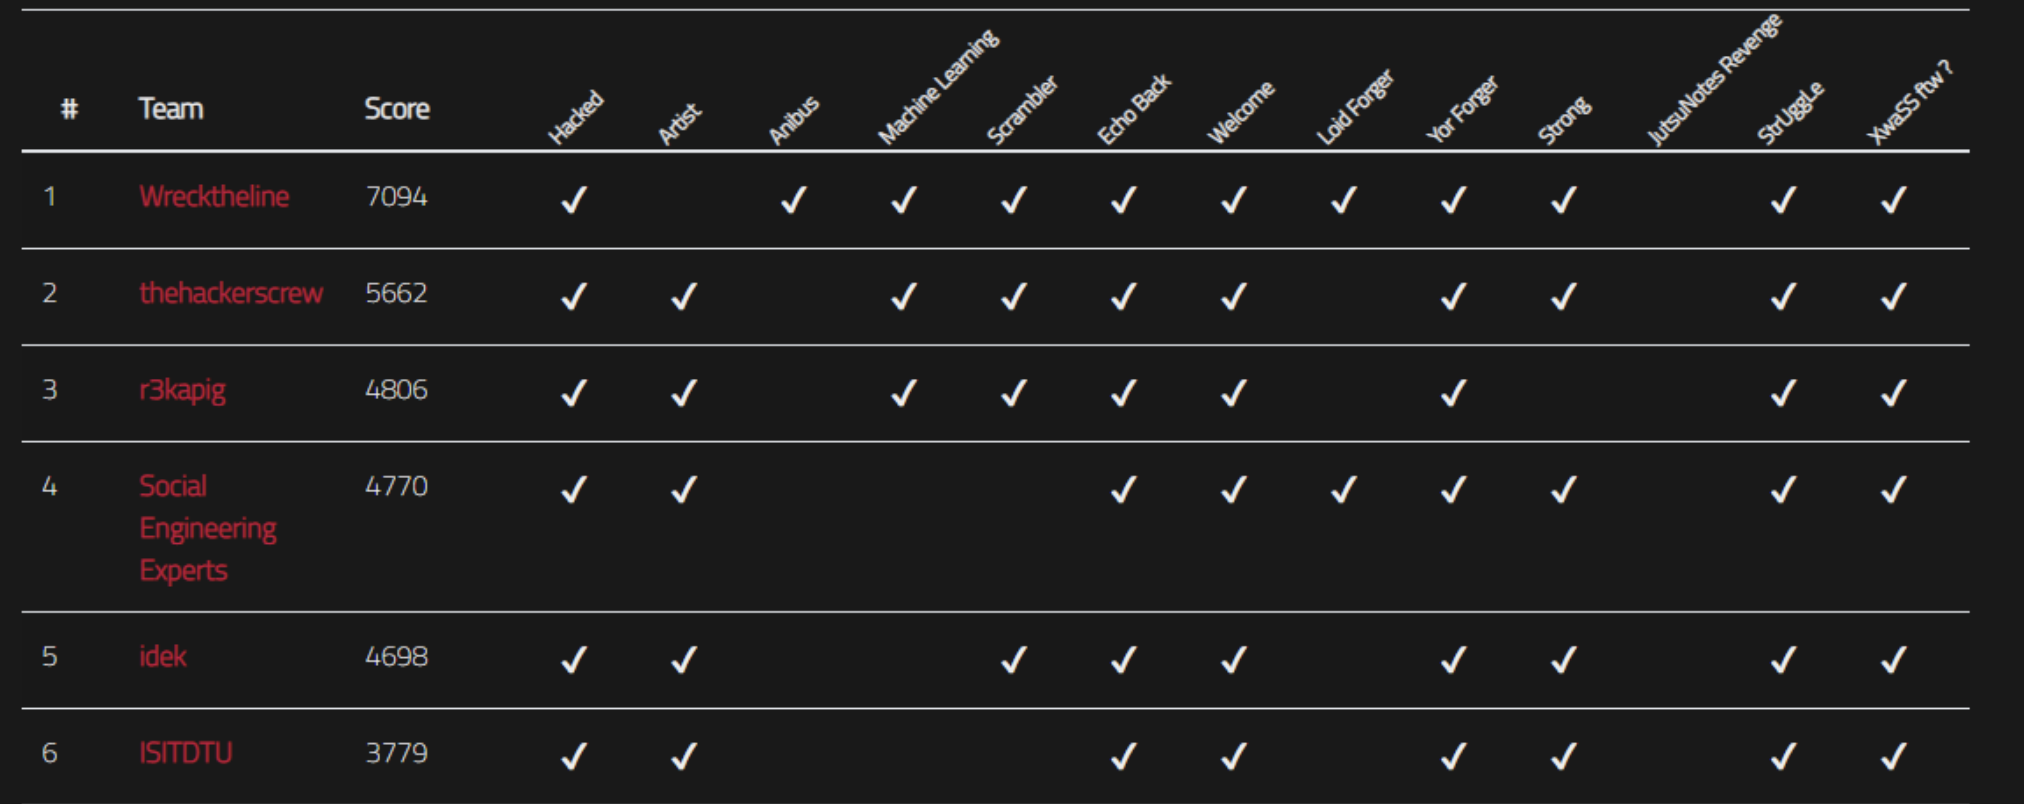 # Team Score Hacked Artist Anibus Machine Learning Scrambler Echo Back Welcome Loid Forger Yor Forger Strong JutsuNotes Revenge StrUggLe XwaSS ftw ?
1 Wrecktheline 7094 ✓ ✓ ✓ ✓ ✓ ✓ ✓ ✓ ✓ ✓ ✓
2 thehackerscrew 5662 ✓ ✓ ✓ ✓ ✓ ✓ ✓ ✓ ✓ ✓
3 r3kapig 4806 ✓ ✓ ✓ ✓ ✓ ✓ ✓ ✓ ✓
4 Social 4770 ✓ ✓ ✓ ✓ ✓ ✓ ✓ ✓ ✓
Engineering
Experts
5 idek 4698 ✓ ✓ ✓ ✓ ✓ ✓ ✓ ✓ ✓
6 ISITDTU 3779 ✓ ✓ ✓ ✓ ✓ ✓ ✓ ✓